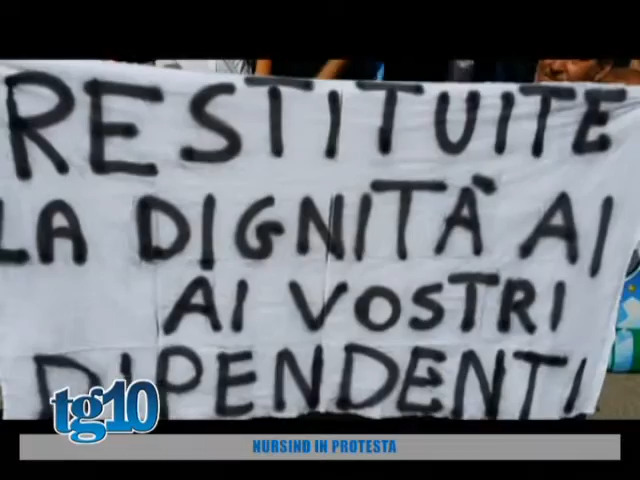 RESTITUITE
LA DIGNITÀ AI
AI VOSTRI
DIPENDENTI
tg10
NURSIND IN PROTESTA